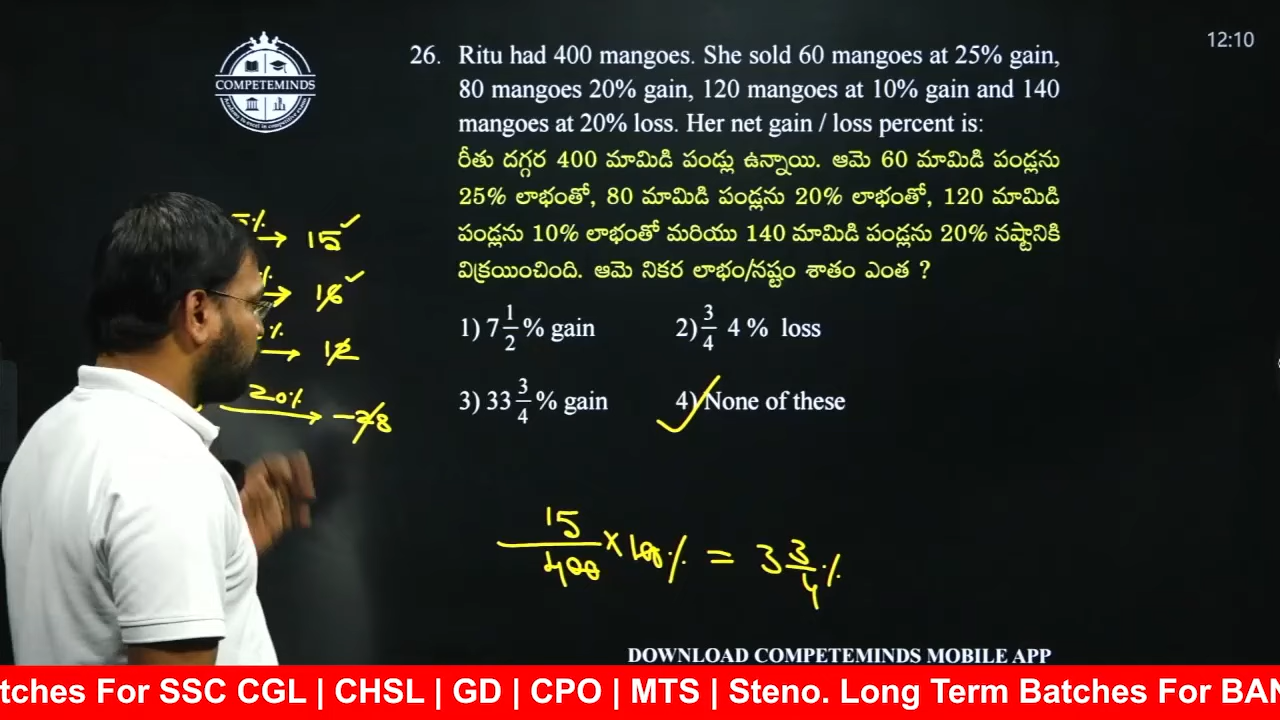 12:10
COMPETEMINDS
26. Ritu had 400 mangoes. She sold 60 mangoes at 25% gain,
80 mangoes 20% gain, 120 mangoes at 10% gain and 140
mangoes at 20% loss. Her net gain / loss percent is:
రీతు దగ్గర 400 మామిడి పండ్లు ఉన్నాయి. ఆమె 60 మామిడి పండ్లను
25% లాభంతో, 80 మామిడి పండ్లను 20% లాభంతో, 120 మామిడి
పండ్లను 10% లాభంతో మరియు 140 మామిడి పండ్లను 20% నష్టానికి
విక్రయించింది. ఆమె నికర లాభం/నష్టం శాతం ఎంత ?
1) 7 1/2 % gain 2) 3/4 4 % loss
3) 33 3/4 % gain 4) None of these
5% → 15
% → 16
% → 12
20% → -28
15/400 × 100% = 3 3/4 %
DOWNLOAD COMPETEMINDS MOBILE APP
tches For SSC CGL | CHSL | GD | CPO | MTS | Steno. Long Term Batches For BAN